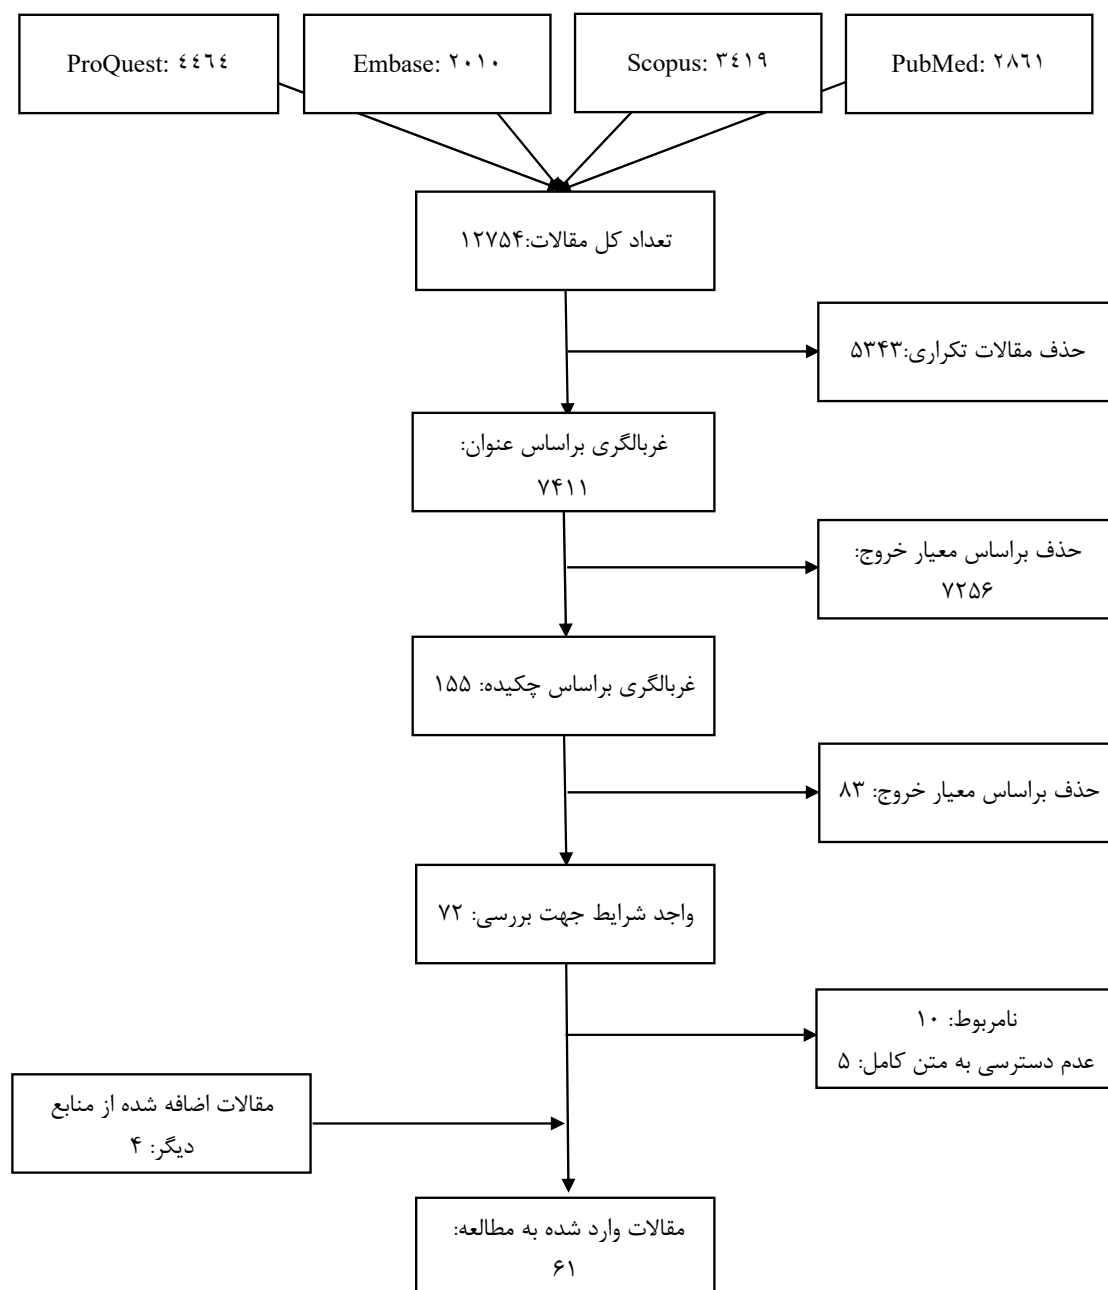 ProQuest: ٤٤٦٤
Embase: ٢٠١٠
Scopus: ٣٤١٩
PubMed: ٢٨٦١
تعداد کل مقالات:۱۲۷۵۴
حذف مقالات تکراری:۵۳۴۳
غربالگری براساس عنوان:
۷۴۱۱
حذف براساس معیار خروج:
۷۲۵۶
غربالگری براساس چکیده: ۱۵۵
حذف براساس معیار خروج: ۸۳
واجد شرایط جهت بررسی: ۷۲
نامربوط: ۱۰
عدم دسترسی به متن کامل: ۵
مقالات اضافه شده از منابع
دیگر: ۴
مقالات وارد شده به مطالعه:
۶۱